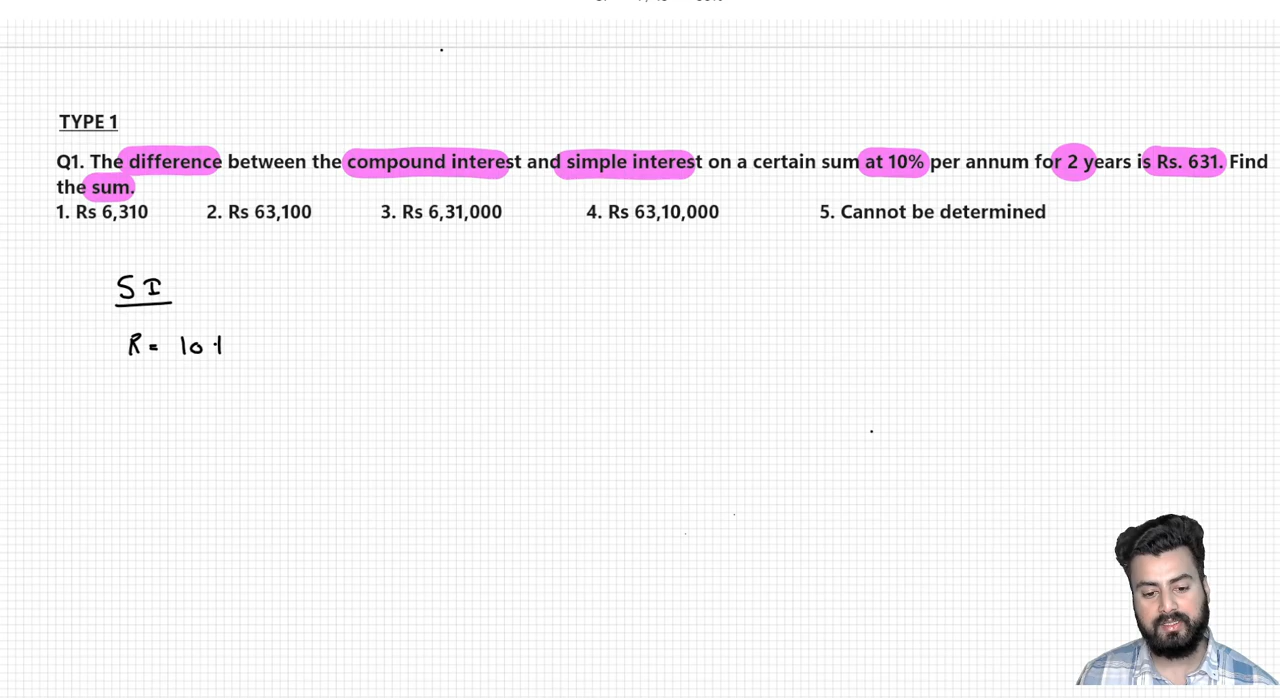 TYPE 1
Q1. The difference between the compound interest and simple interest on a certain sum at 10% per annum for 2 years is Rs. 631. Find
the sum.
1. Rs 6,310 2. Rs 63,100 3. Rs 6,31,000 4. Rs 63,10,000 5. Cannot be determined
SI
R = 10